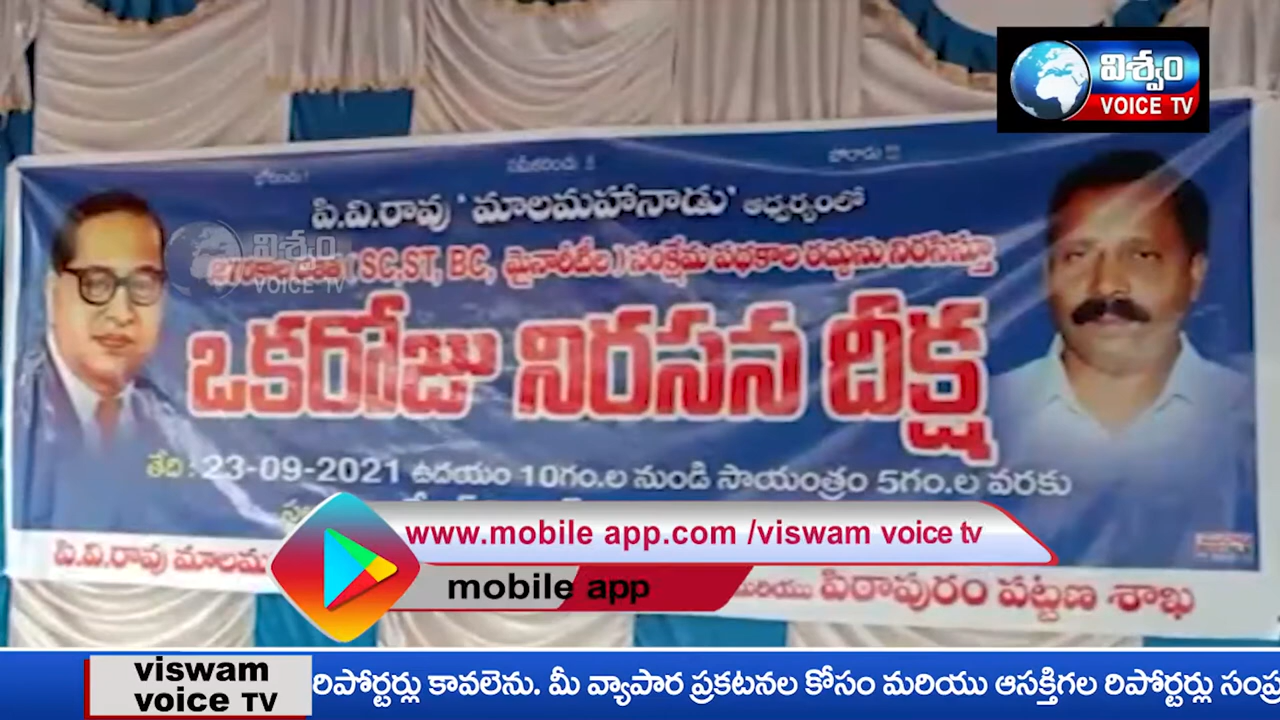 విశ్వం
VOICE TV
పి.వి.రావు 'మాలమహానాడు' ఆధ్వర్యంలో
విశ్వం
VOICE TV
(SC,ST, BC, మైనారిటీల) సంక్షేమ పథకాల రద్దును నిరసిస్తూ
ఒకరోజు నిరసన దీక్ష
తేది : 23-09-2021 ఉదయం 10గం.ల నుండి సాయంత్రం 5గం.ల వరకు
www.mobile app.com /viswam voice tv
పి.వి.రావు
పిఠాపురం పట్టణ శాఖ
mobile app
viswam
voice TV
రిపోర్టర్లు కావలెను. మీ వ్యాపార ప్రకటనల కోసం మరియు ఆసక్తిగల రిపోర్టర్లు